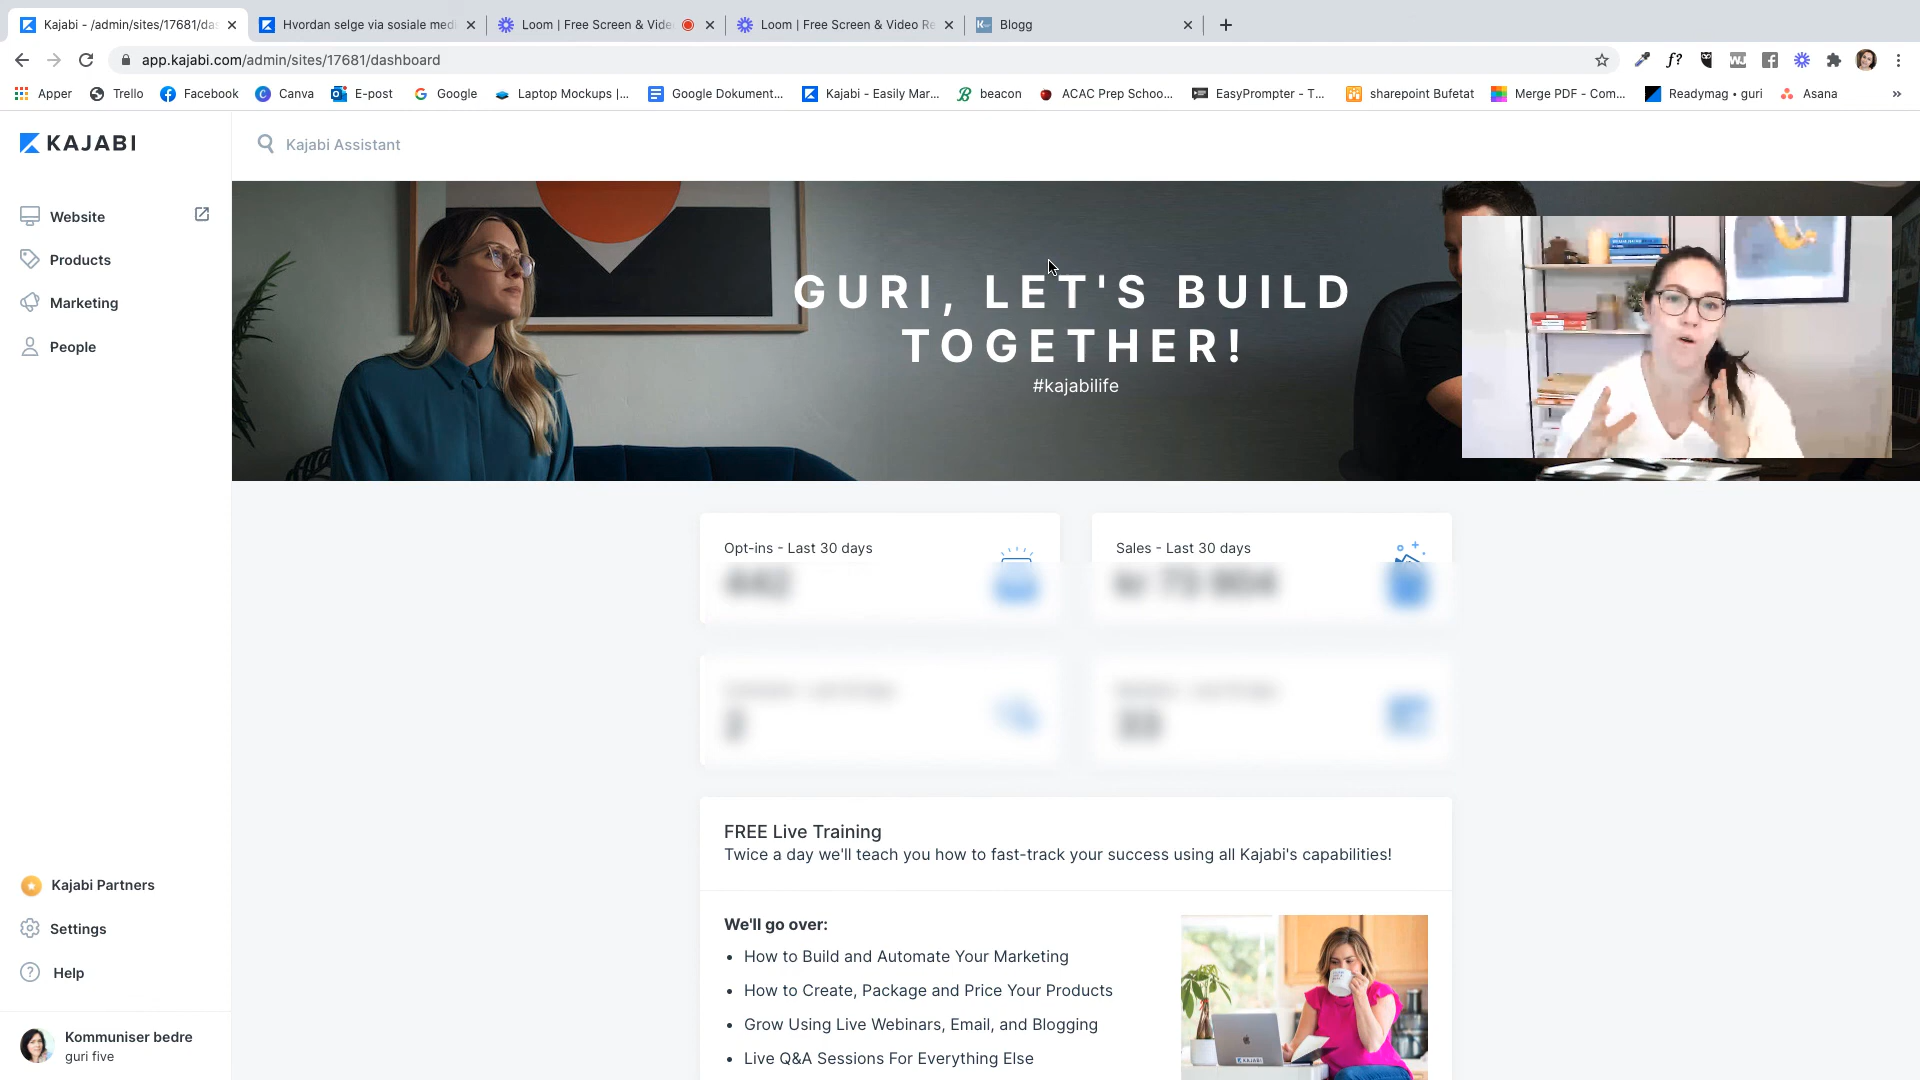 Kajabi - /admin/sites/17681/das
Hvordan selge via sosiale medi
Loom | Free Screen & Vide
Loom | Free Screen & Video Re
Blogg
app.kajabi.com/admin/sites/17681/dashboard
Apper
Trello
Facebook
Canva
E-post
Google
Laptop Mockups |...
Google Dokument...
Kajabi - Easily Mar...
beacon
ACAC Prep Schoo...
EasyPrompter - T...
sharepoint Bufetat
Merge PDF - Com...
Readymag • guri
Asana
»
KAJABI
Kajabi Assistant
Website
Products
Marketing
People
GURI, LET'S BUILD
TOGETHER!
#kajabilife
Opt-ins - Last 30 days
Sales - Last 30 days
FREE Live Training
Twice a day we'll teach you how to fast-track your success using all Kajabi's capabilities!
We'll go over:
• How to Build and Automate Your Marketing
• How to Create, Package and Price Your Products
• Grow Using Live Webinars, Email, and Blogging
• Live Q&A Sessions For Everything Else
KAJABI
Kajabi Partners
Settings
Help
Kommuniser bedre
guri five